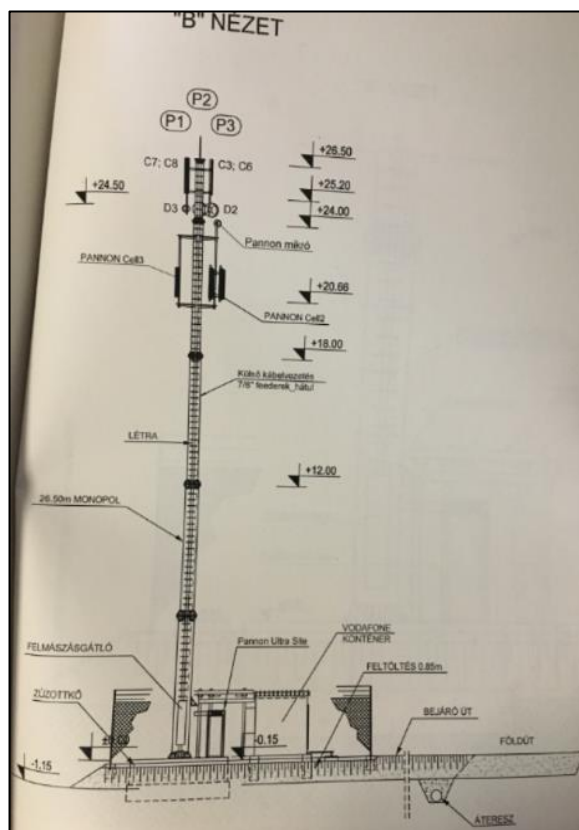 "B" NÉZET
P2
P1
P3
C7; C8
C3; C6
+26.50
+24.50
+25.20
D3
D2
+24.00
Pannon mikró
PANNON Cell3
+20.66
PANNON Cell2
+18.00
Külső kábelvezetés
7/8" feederek_hátul
LÉTRA
+12.00
26.50m MONOPOL
Pannon Ultra Site
VODAFONE
KONTÉNER
FELMÁSZÁSGÁTLÓ
FELTÖLTÉS 0.85m
ZÚZOTTKŐ
BEJÁRÓ ÚT
FÖLDÚT
±0.00
-0.15
-1.15
ÁTERESZ